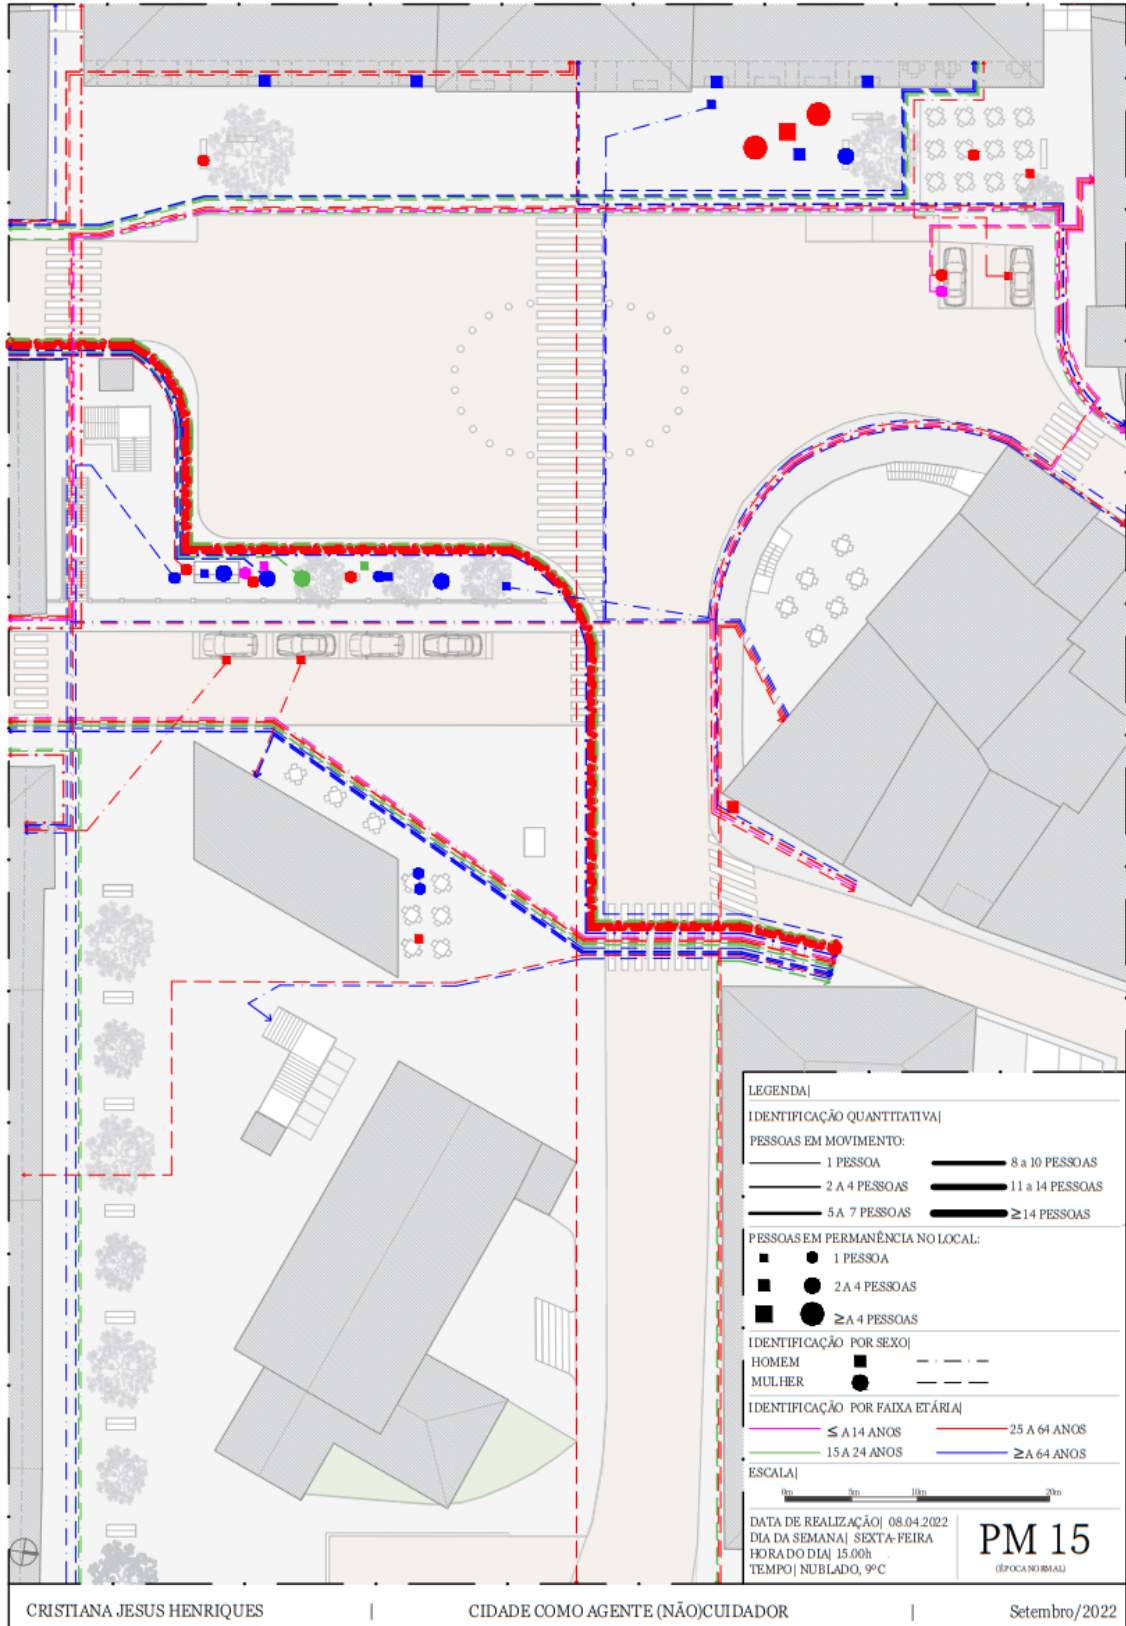 LEGENDA|
IDENTIFICAÇÃO QUANTITATIVA|
PESSOAS EM MOVIMENTO:
1 PESSOA
8 a 10 PESSOAS
2 A 4 PESSOAS
11 a 14 PESSOAS
5 A 7 PESSOAS
≥14 PESSOAS
PESSOAS EM PERMANÊNCIA NO LOCAL:
1 PESSOA
2 A 4 PESSOAS
≥A 4 PESSOAS
IDENTIFICAÇÃO POR SEXO|
HOMEM
MULHER
IDENTIFICAÇÃO POR FAIXA ETÁRIA|
≤ A 14 ANOS
25 A 64 ANOS
15 A 24 ANOS
≥A 64 ANOS
ESCALA|
0m 5m 10m 20m
DATA DE REALIZAÇÃO| 08.04.2022
DIA DA SEMANA| SEXTA-FEIRA
HORA DO DIA| 15.00h
TEMPO| NUBLADO, 9ºC
PM 15
(ÉPOCA NORMAL)
CRISTIANA JESUS HENRIQUES | CIDADE COMO AGENTE (NÃO)CUIDADOR | Setembro/2022